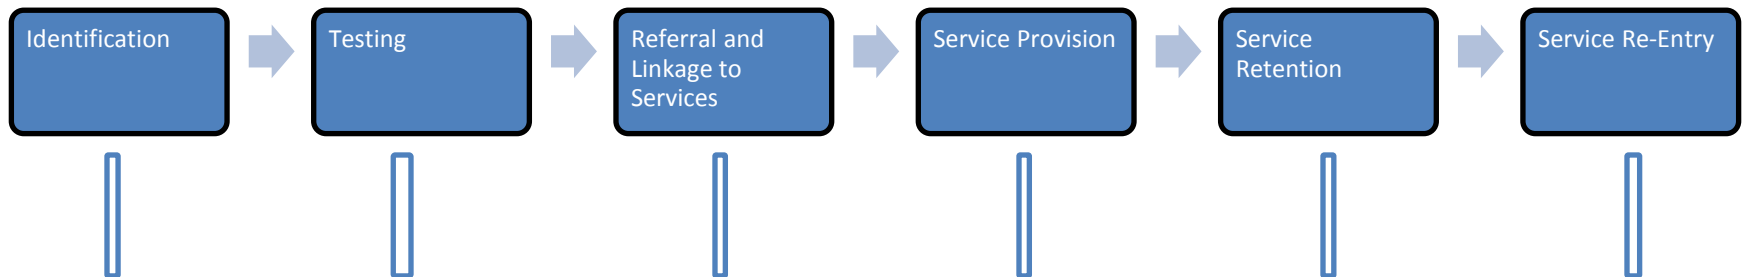 Identification
Testing
Referral and
Linkage to
Services
Service Provision
Service
Retention
Service Re-Entry